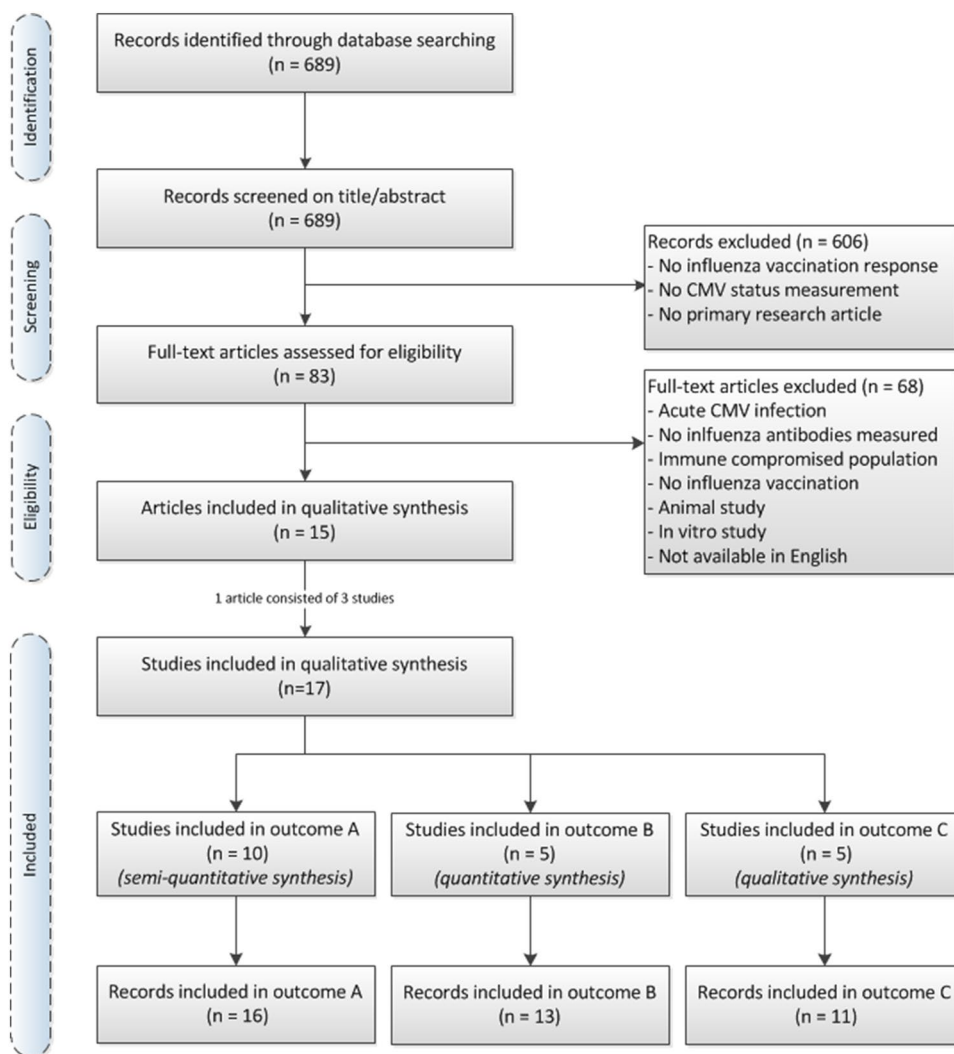 Identification
Records identified through database searching
(n = 689)
Records screened on title/abstract
(n = 689)
Screening
Records excluded (n = 606)
- No influenza vaccination response
- No CMV status measurement
- No primary research article
Full-text articles assessed for eligibility
(n = 83)
Eligibility
Full-text articles excluded (n = 68)
- Acute CMV infection
- No inlfuenza antibodies measured
- Immune compromised population
- No influenza vaccination
- Animal study
- In vitro study
- Not available in English
Articles included in qualitative synthesis
(n = 15)
1 article consisted of 3 studies
Included
Studies included in qualitative synthesis
(n=17)
Studies included in outcome A
(n = 10)
(semi-quantitative synthesis)
Studies included in outcome B
(n = 5)
(quantitative synthesis)
Studies included in outcome C
(n = 5)
(qualitative synthesis)
Records included in outcome A
(n = 16)
Records included in outcome B
(n = 13)
Records included in outcome C
(n = 11)